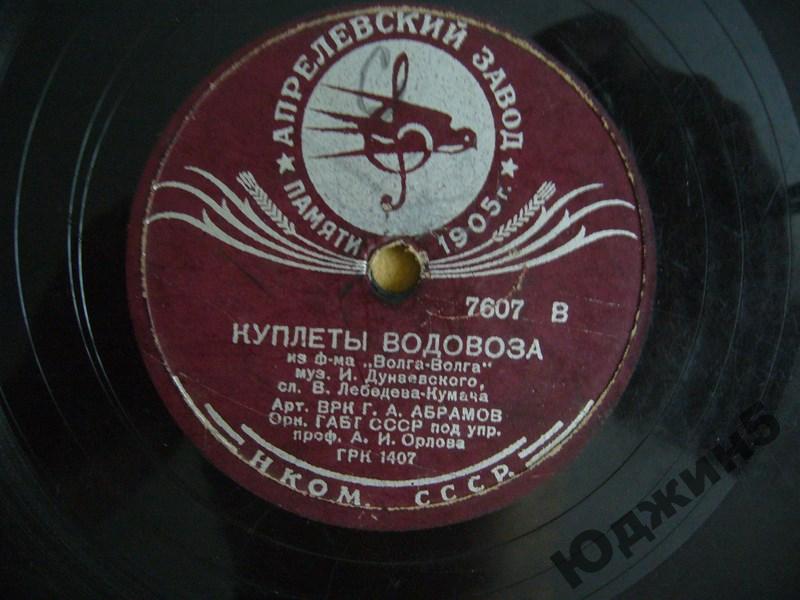 АПРЕЛЕВСКИЙ ЗАВОД
ПАМЯТИ 1905 г.
7607 В
КУПЛЕТЫ ВОДОВОЗА
из ф-ма „Волга-Волга"
муз. И. Дунаевского,
сл. В. Лебедева-Кумача
Арт. ВРК Г. А. АБРАМОВ
Орк. ГАБТ СССР под упр.
проф. А. И. Орлова
ГРК 1407
НКОМ. СССР.
Юджин5